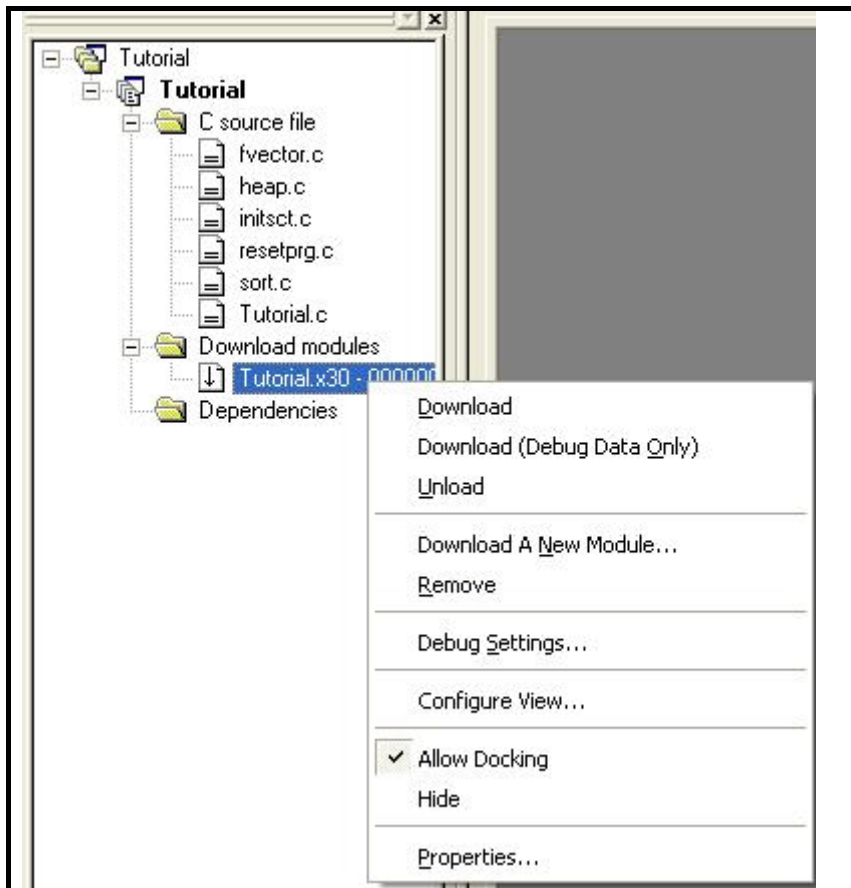 Tutorial
Tutorial
C source file
fvector.c
heap.c
initsct.c
resetprg.c
sort.c
Tutorial.c
Download modules
Tutorial.x30 - 000000
Dependencies
Download
Download (Debug Data Only)
Unload
Download A New Module...
Remove
Debug Settings...
Configure View...
Allow Docking
Hide
Properties...